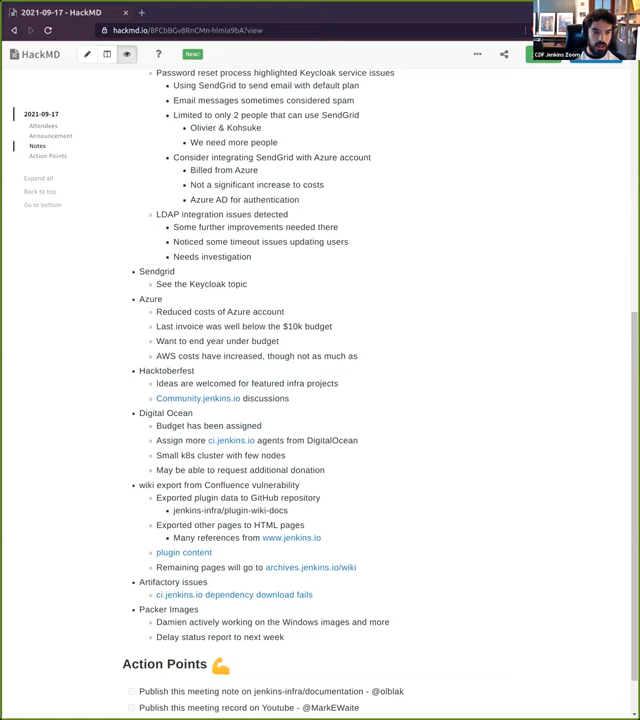 2021-09-17 - HackMD
hackmd.io/
?view
HackMD
New!
CDF Jenkins Zoom
2021-09-17
Attendees
Announcement
Notes
Action Points
Expand all
Back to top
Go to bottom
Password reset process highlighted Keycloak service issues
Using SendGrid to send email with default plan
Email messages sometimes considered spam
Limited to only 2 people that can use SendGrid
Olivier & Kohsuke
We need more people
Consider integrating SendGrid with Azure account
Billed from Azure
Not a significant increase to costs
Azure AD for authentication
LDAP integration issues detected
Some further improvements needed there
Noticed some timeout issues updating users
Needs investigation
Sendgrid
See the Keycloak topic
Azure
Reduced costs of Azure account
Last invoice was well below the $10k budget
Want to end year under budget
AWS costs have increased, though not as much as
Hacktoberfest
Ideas are welcomed for featured infra projects
Community.jenkins.io discussions
Digital Ocean
Budget has been assigned
Assign more ci.jenkins.io agents from DigitalOcean
Small k8s cluster with few nodes
May be able to request additional donation
wiki export from Confluence vulnerability
Exported plugin data to GitHub repository
jenkins-infra/plugin-wiki-docs
Exported other pages to HTML pages
Many references from www.jenkins.io
plugin content
Remaining pages will go to archives.jenkins.io/wiki
Artifactory issues
ci.jenkins.io dependency download fails
Packer Images
Damien actively working on the Windows images and more
Delay status report to next week
Action Points 💪
Publish this meeting note on jenkins-infra/documentation - @olblak
Publish this meeting record on Youtube - @MarkEWaite